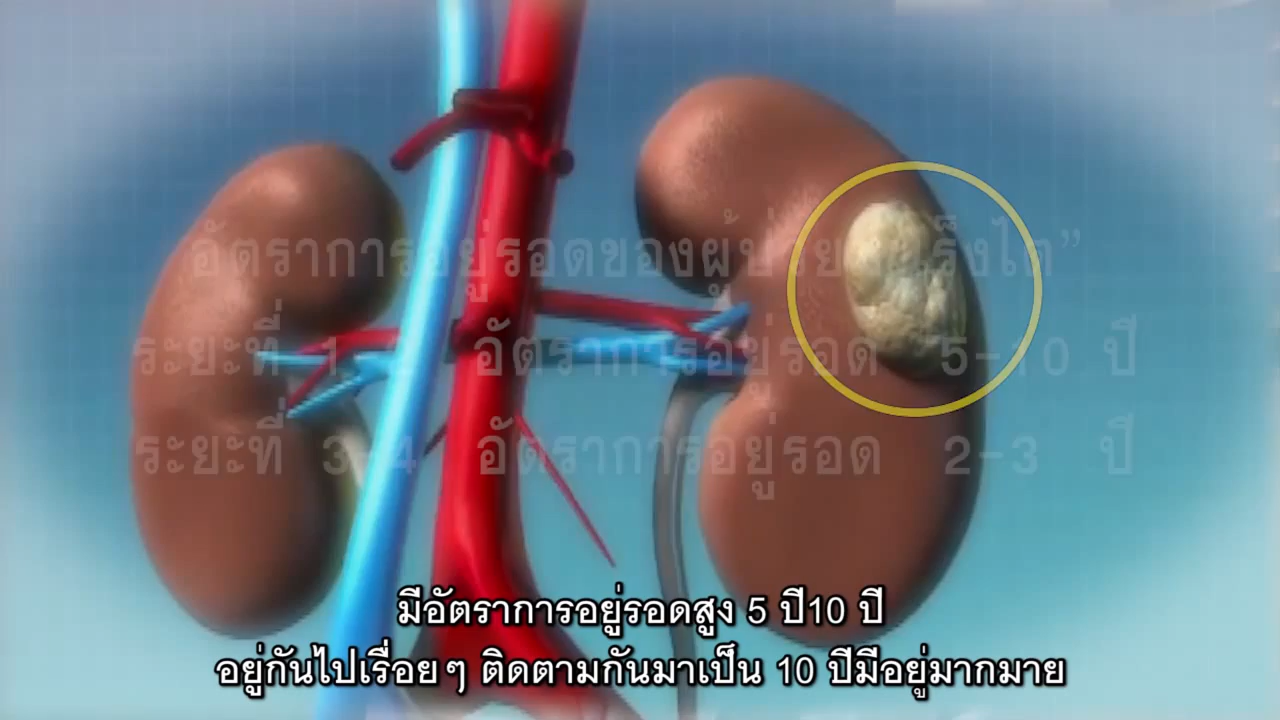 อัตราการอยู่รอดของผู้ป่วย ร็งไต”
ระยะที่ 1 อัตราการอยู่รอด 5-10 ปี
ระยะที่ 3-4 อัตราการอยู่รอด 2-3 ปี
มีอัตราการอยู่รอดสูง 5 ปี10 ปี
อยู่กันไปเรื่อยๆ ติดตามกันมาเป็น 10 ปีมีอยู่มากมาย